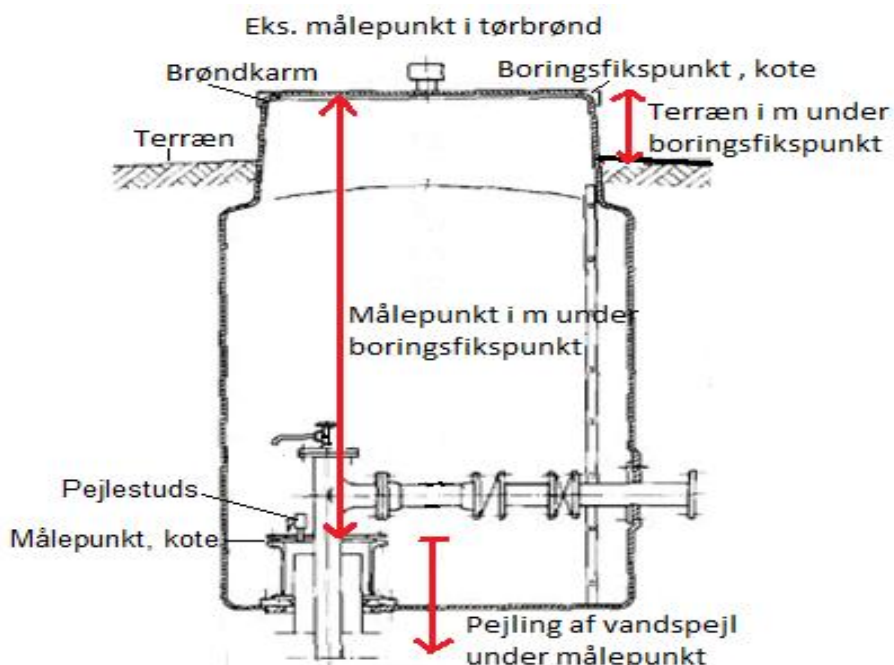 Eks. målepunkt i tørbrønd
Brøndkarm
Boringsfikspunkt , kote
Terræn i m under
boringsfikspunkt
Terræn
Målepunkt i m under
boringsfikspunkt
Pejlestuds
Målepunkt, kote
Pejling af vandspejl
under målepunkt